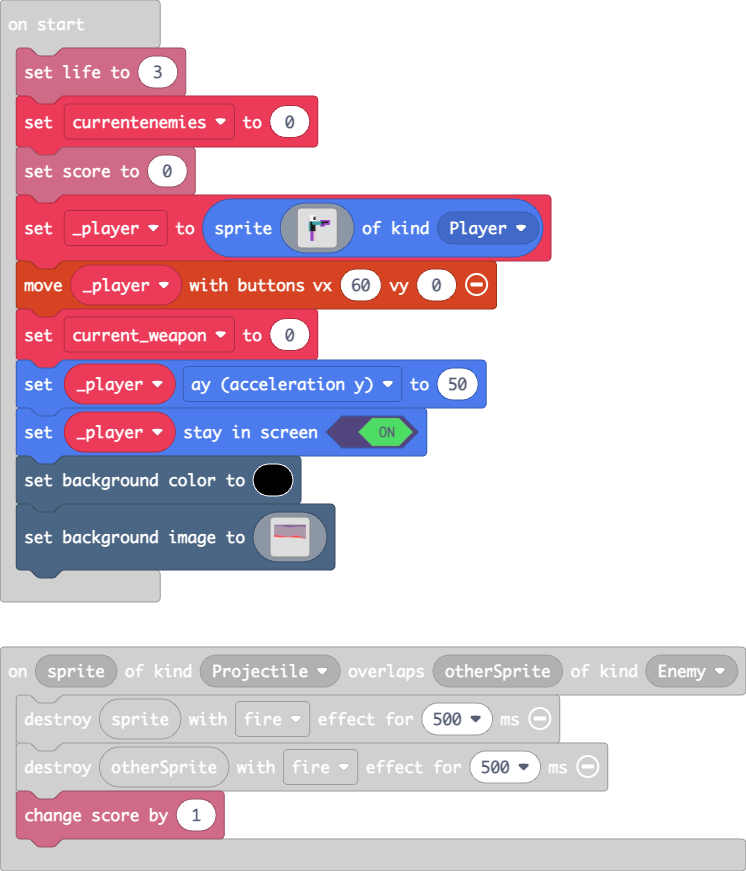 on start
set life to 3
set currentenemies to 0
set score to 0
set _player to sprite of kind Player
move _player with buttons vx 60 vy 0
set current_weapon to 0
set _player ay (acceleration y) to 50
set _player stay in screen ON
set background color to
set background image to
on sprite of kind Projectile overlaps otherSprite of kind Enemy
destroy sprite with fire effect for 500 ms
destroy otherSprite with fire effect for 500 ms
change score by 1